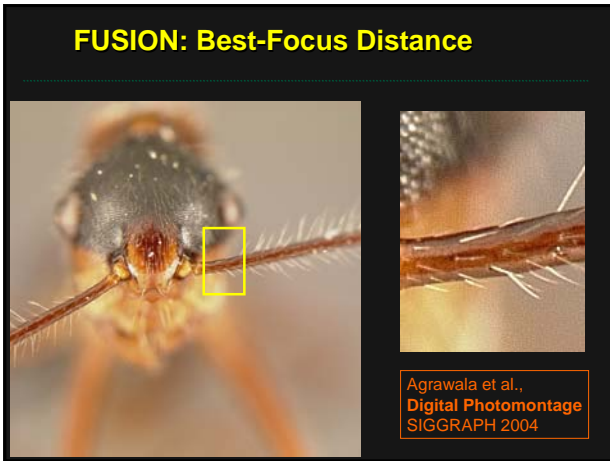 FUSION: Best-Focus Distance
Agrawala et al.,
Digital Photomontage
SIGGRAPH 2004